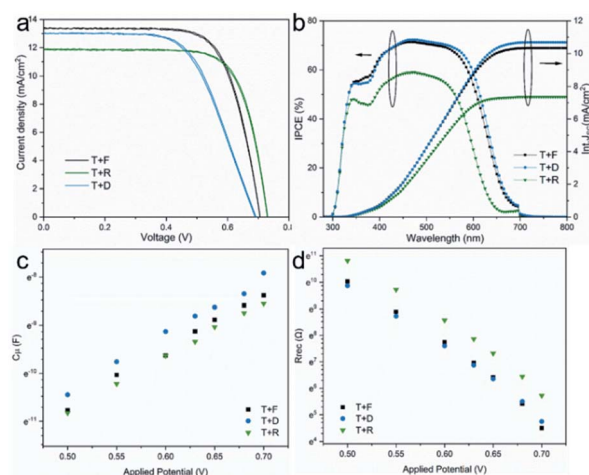 a
14
12
10
8
6
4
2
0
Current density (mA/cm²)
T+F
T+R
T+D
0.0
0.2
0.4
0.6
0.8
Voltage (V)
b
80
60
40
20
0
IPCE (%)
12
10
8
6
4
2
0
T+F
T+D
T+R
300
400
500
600
700
800
Wavelength (nm)
c
e⁻⁸
e⁻⁹
e⁻¹⁰
e⁻¹¹
Cμ (F)
T+F
T+D
T+R
0.50
0.55
0.60
0.65
0.70
Applied Potential (V)
d
e¹¹
e¹⁰
e⁹
e⁸
e⁷
e⁶
e⁵
e⁴
Rrec (Ω)
T+F
T+D
T+R
0.50
0.55
0.60
0.65
0.70
Applied Potential (V)